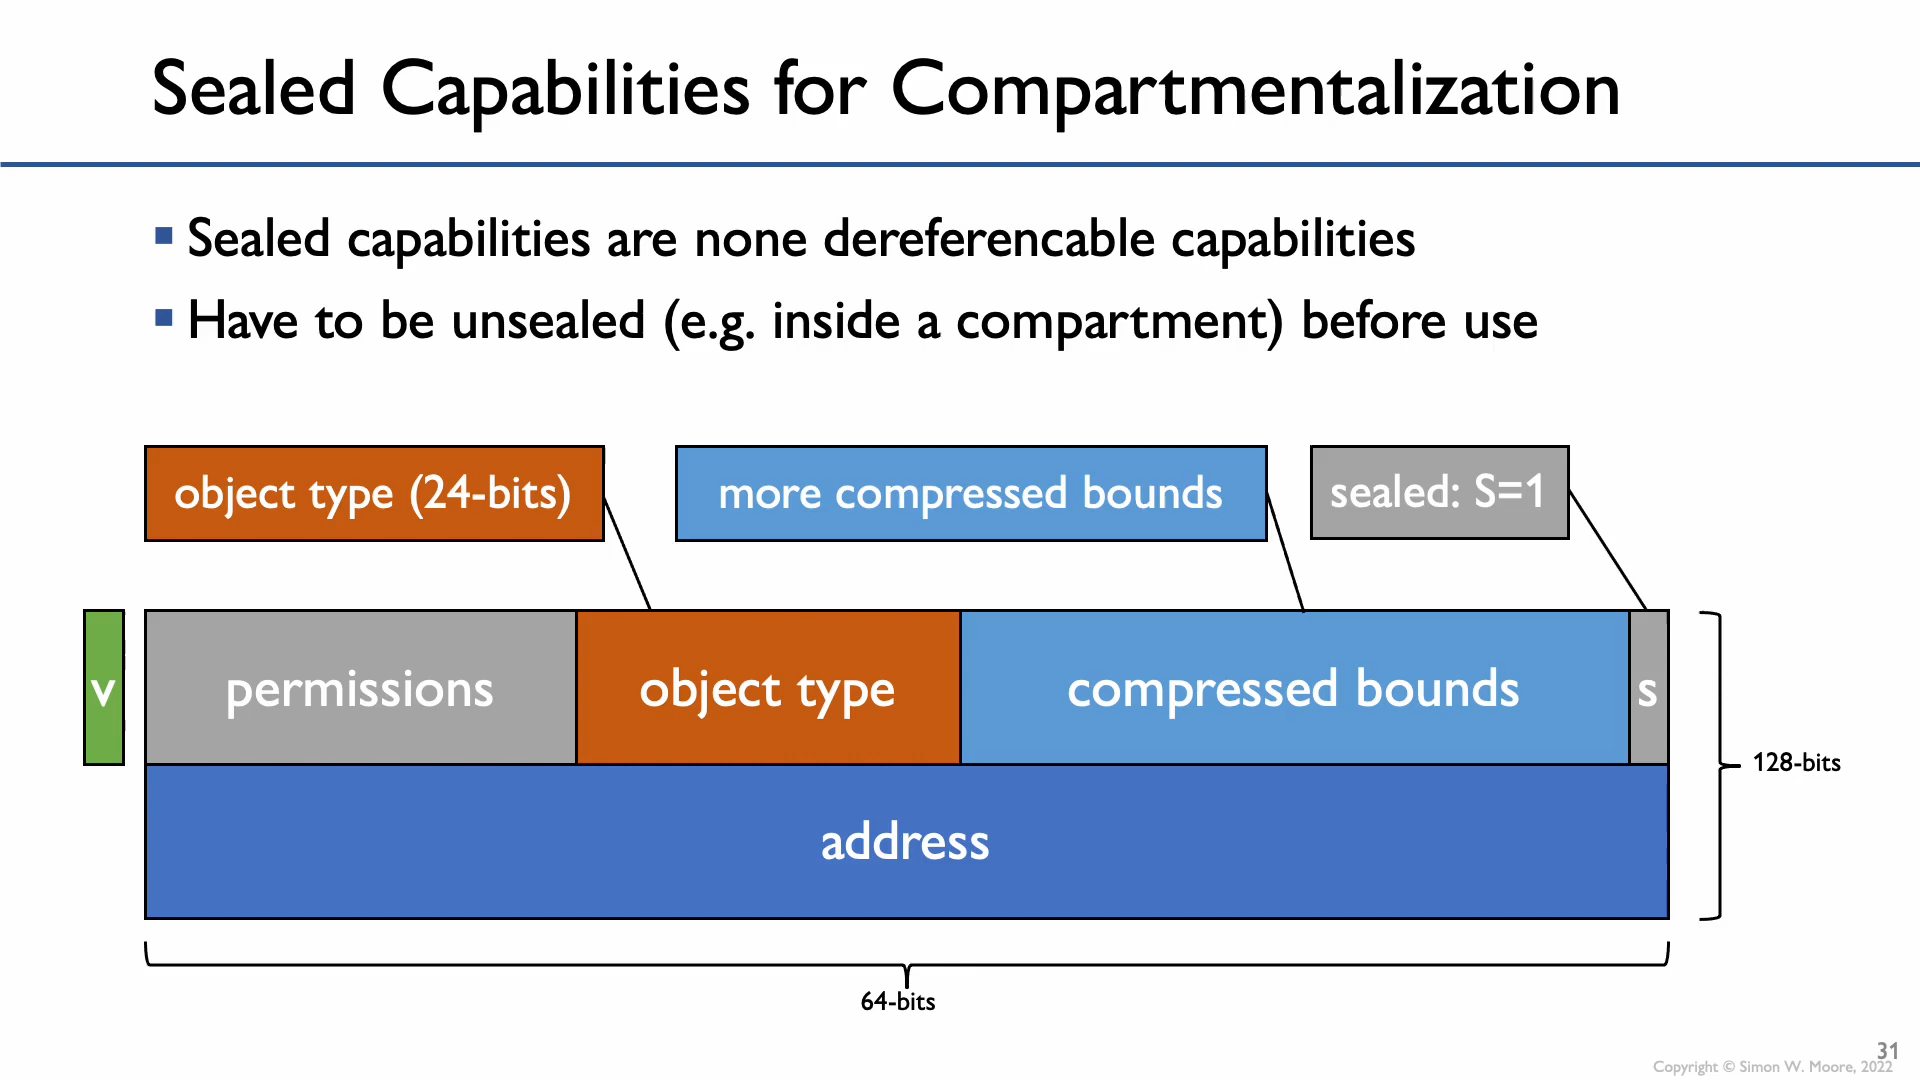 Sealed Capabilities for Compartmentalization
▪ Sealed capabilities are none dereferencable capabilities
▪ Have to be unsealed (e.g. inside a compartment) before use
object type (24-bits)
more compressed bounds
sealed: S=1
v
permissions
object type
compressed bounds
s
128-bits
address
64-bits
31
Copyright © Simon W. Moore, 2022